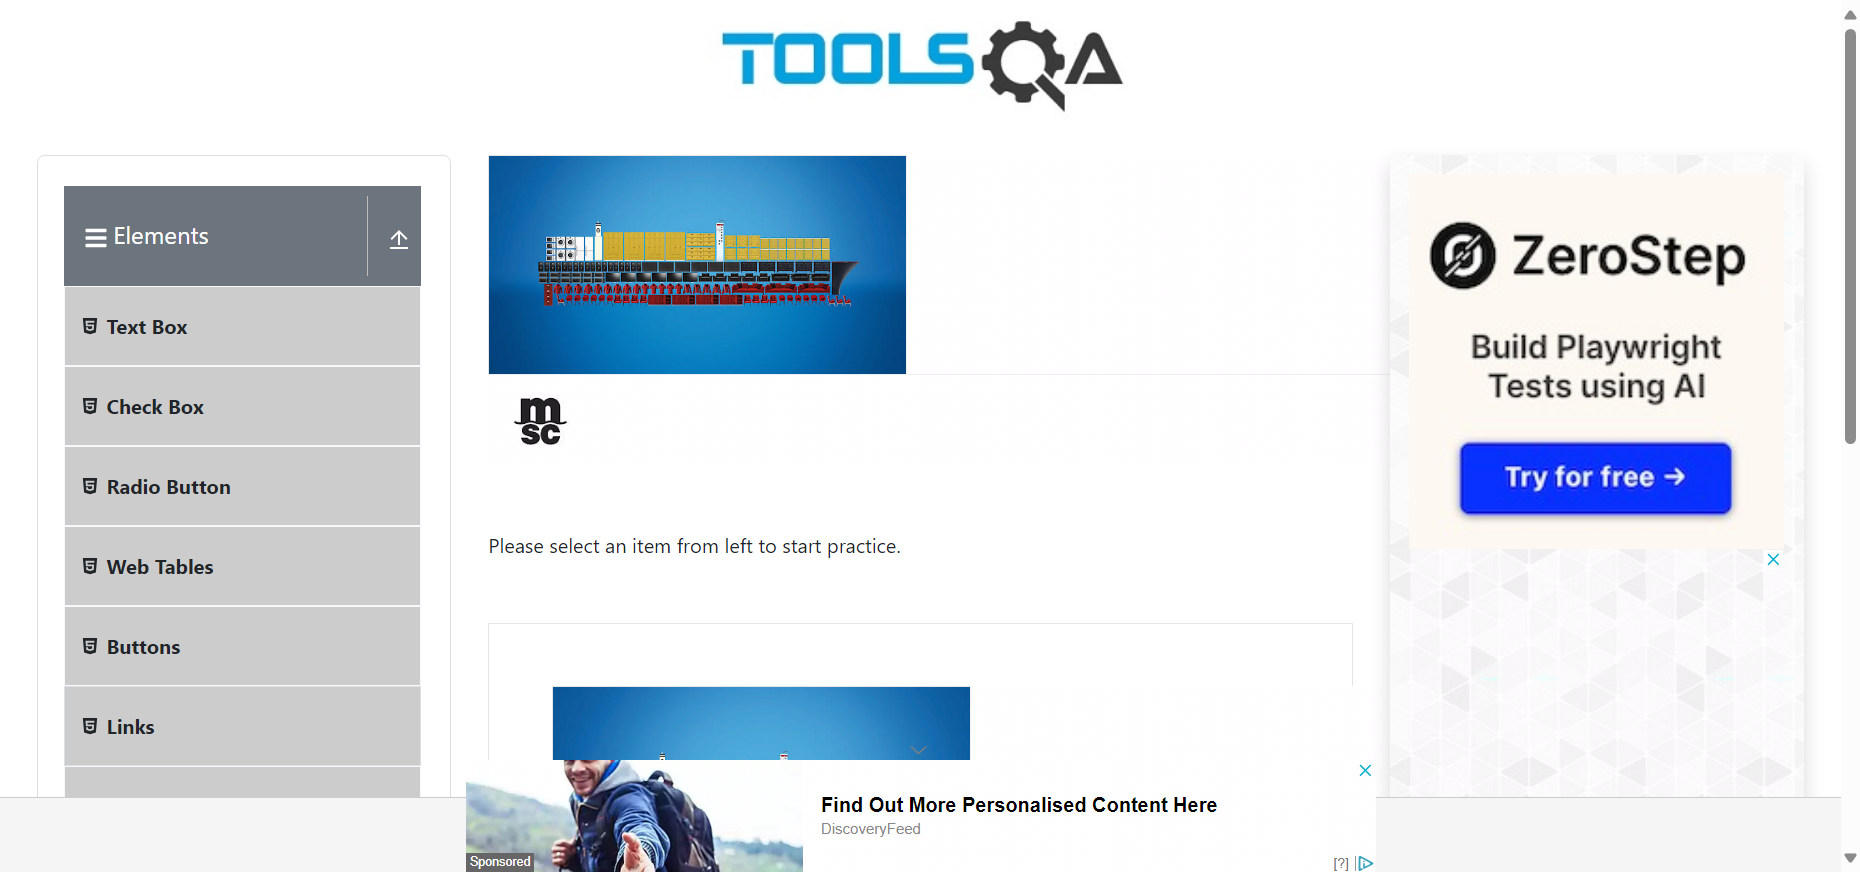 TOOLSQA
Elements
Text Box
Check Box
Radio Button
Web Tables
Buttons
Links
msc
Please select an item from left to start practice.
ZeroStep
Build Playwright
Tests using AI
Try for free →
Find Out More Personalised Content Here
DiscoveryFeed
Sponsored
[?]